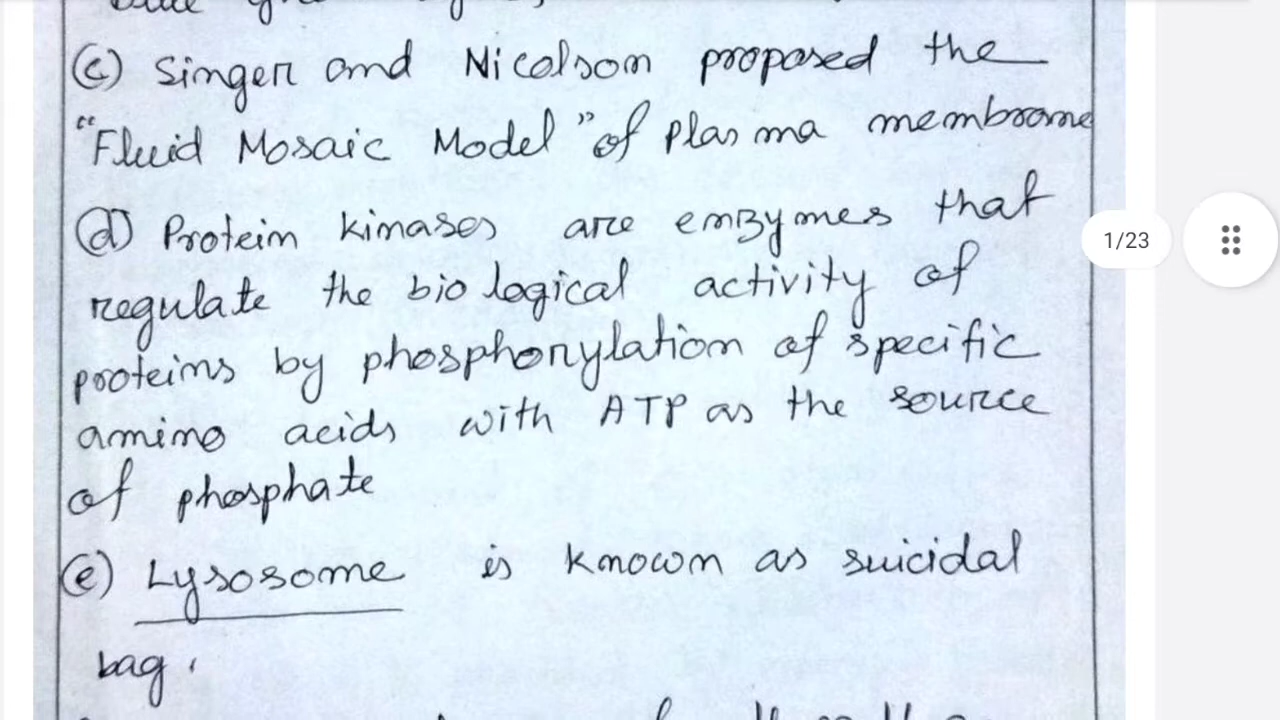 (c) Singer and Nicolson proposed the
"Fluid Mosaic Model" of plasma membrane
(d) Protein kinases are enzymes that
regulate the biological activity of
proteins by phosphorylation of specific
amino acids with ATP as the source
of phosphate
(e) Lysosome is known as suicidal
bag.
1/23